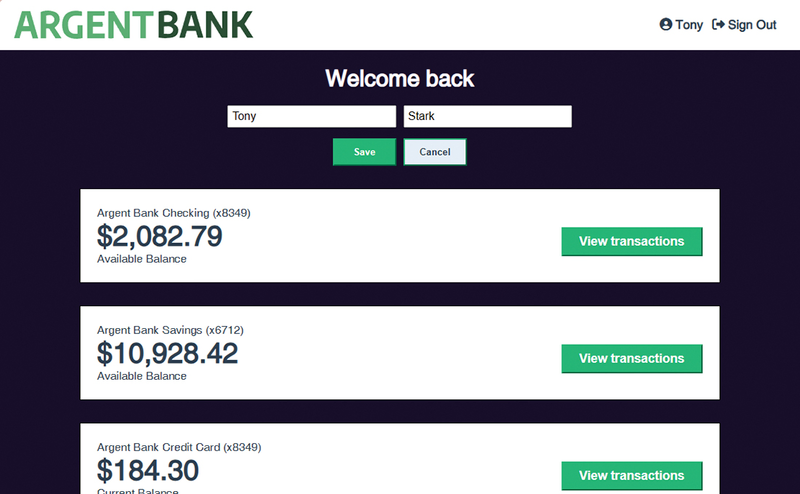 ARGENTBANK
Tony Sign Out
Welcome back
Tony Stark
Save Cancel
Argent Bank Checking (x8349)
$2,082.79
Available Balance
View transactions
Argent Bank Savings (x6712)
$10,928.42
Available Balance
View transactions
Argent Bank Credit Card (x8349)
$184.30
Current Balance
View transactions